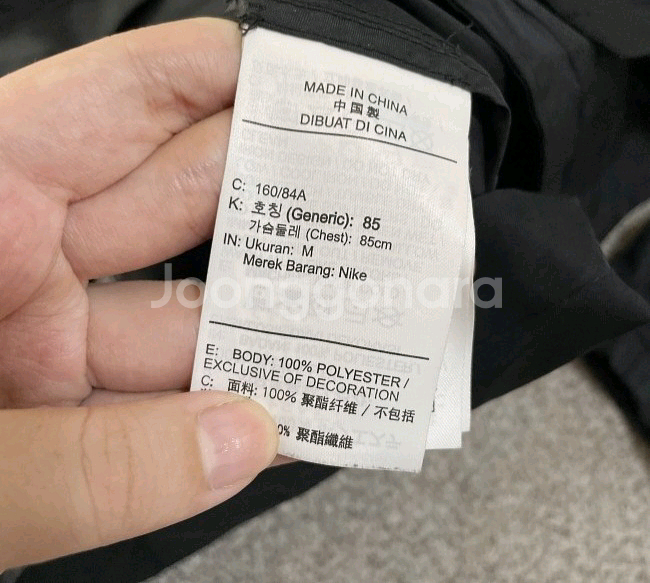 MADE IN CHINA
中国製
DIBUAT DI CINA
C: 160/84A
K: 호칭 (Generic): 85
가슴둘레 (Chest): 85cm
IN: Ukuran: M
Merek Barang: Nike
Joonggonara
E: BODY: 100% POLYESTER /
EXCLUSIVE OF DECORATION
C: 面料: 100% 聚酯纤维 / 不包括
0% 聚酯纖維